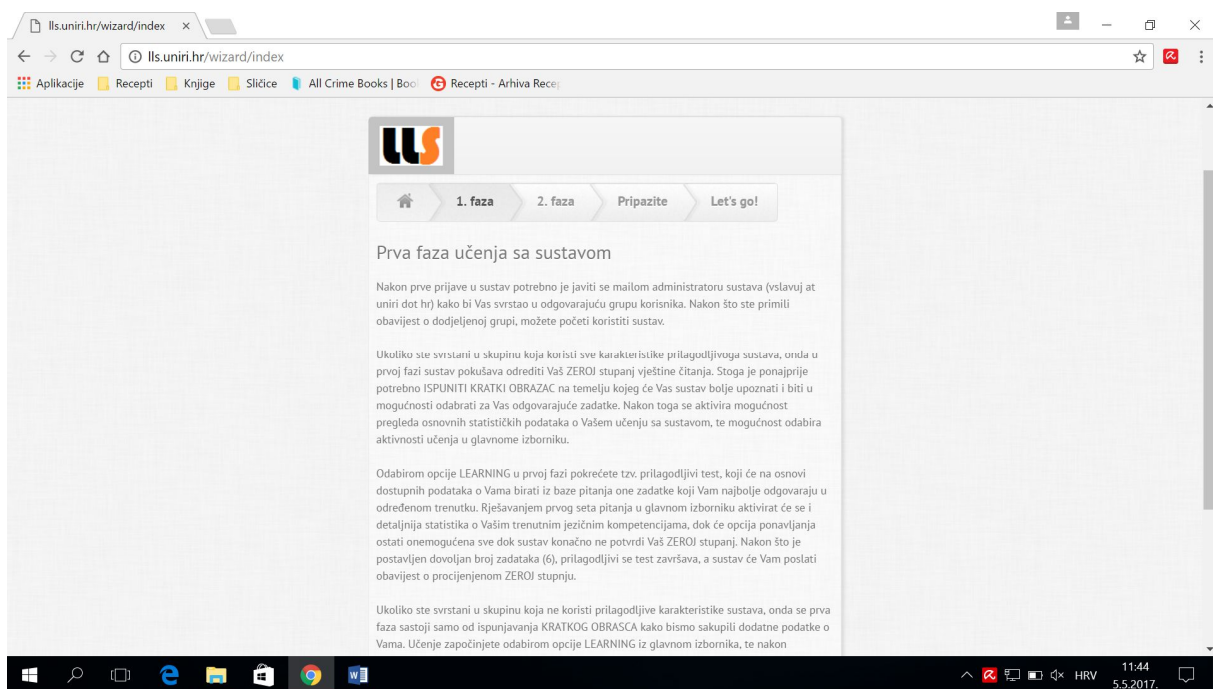 lls.uniri.hr/wizard/index
lls.uniri.hr/wizard/index
Aplikacije Recepti Knjige Sličice All Crime Books | Boo Recepti - Arhiva Rece
LLS
1. faza 2. faza Pripazite Let's go!
Prva faza učenja sa sustavom
Nakon prve prijave u sustav potrebno je javiti se mailom administratoru sustava (vslavuj at
uniri dot hr) kako bi Vas svrstao u odgovarajuću grupu korisnika. Nakon što ste primili
obavijest o dodjeljenoj grupi, možete početi koristiti sustav.
Ukoliko ste svrstani u skupinu koja koristi sve karakteristike prilagodljivoga sustava, onda u
prvoj fazi sustav pokušava odrediti Vaš ZEROJ stupanj vještine čitanja. Stoga je ponajprije
potrebno ISPUNITI KRATKI OBRAZAC na temelju kojeg će Vas sustav bolje upoznati i biti u
mogućnosti odabrati za Vas odgovarajuće zadatke. Nakon toga se aktivira mogućnost
pregleda osnovnih statističkih podataka o Vašem učenju sa sustavom, te mogućnost odabira
aktivnosti učenja u glavnome izborniku.
Odabirom opcije LEARNING u prvoj fazi pokrećete tzv. prilagodljivi test, koji će na osnovi
dostupnih podataka o Vama birati iz baze pitanja one zadatke koji Vam najbolje odgovaraju u
određenom trenutku. Rješavanjem prvog seta pitanja u glavnom izborniku aktivirat će se i
detaljnija statistika o Vašim trenutnim jezičnim kompetencijama, dok će opcija ponavljanja
ostati onemogućena sve dok sustav konačno ne potvrdi Vaš ZEROJ stupanj. Nakon što je
postavljen dovoljan broj zadataka (6), prilagodljivi se test završava, a sustav će Vam poslati
obavijest o procijenjenom ZEROJ stupnju.
Ukoliko ste svrstani u skupinu koja ne koristi prilagodljive karakteristike sustava, onda se prva
faza sastoji samo od ispunjavanja KRATKOG OBRASCA kako bismo sakupili dodatne podatke o
Vama. Učenje započinjete odabirom opcije LEARNING iz glavnom izbornika, te nakon
HRV
11:44
5.5.2017.